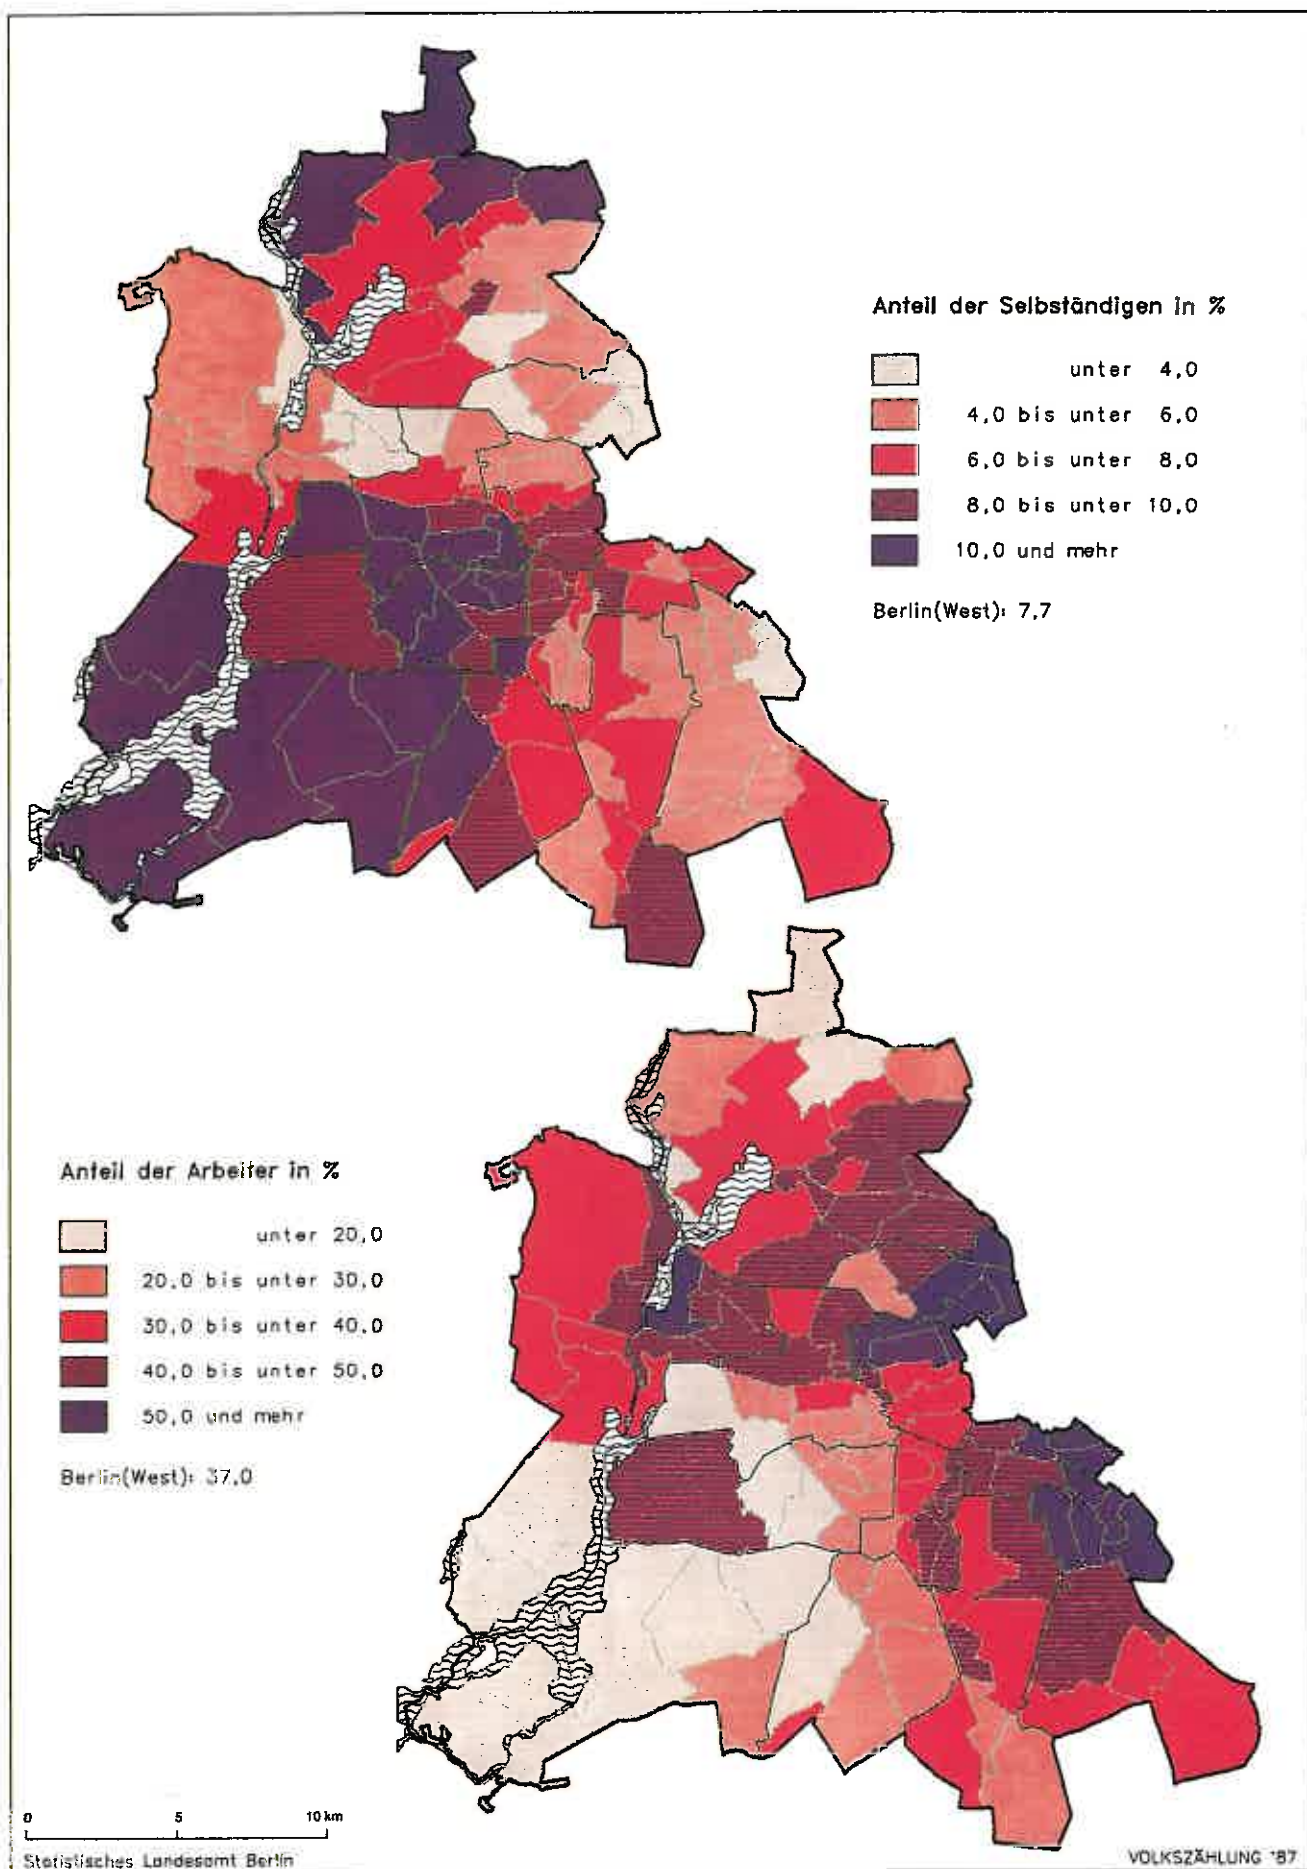 Anteil der Selbständigen in %
unter 4,0
4,0 bis unter 6,0
6,0 bis unter 8,0
8,0 bis unter 10,0
10,0 und mehr
Berlin(West): 7,7
Anteil der Arbeiter in %
unter 20,0
20,0 bis unter 30,0
30,0 bis unter 40,0
40,0 bis unter 50,0
50,0 und mehr
Berlin(West): 37,0
0 5 10 km
Statistisches Landesamt Berlin
VOLKSZÄHLUNG '87